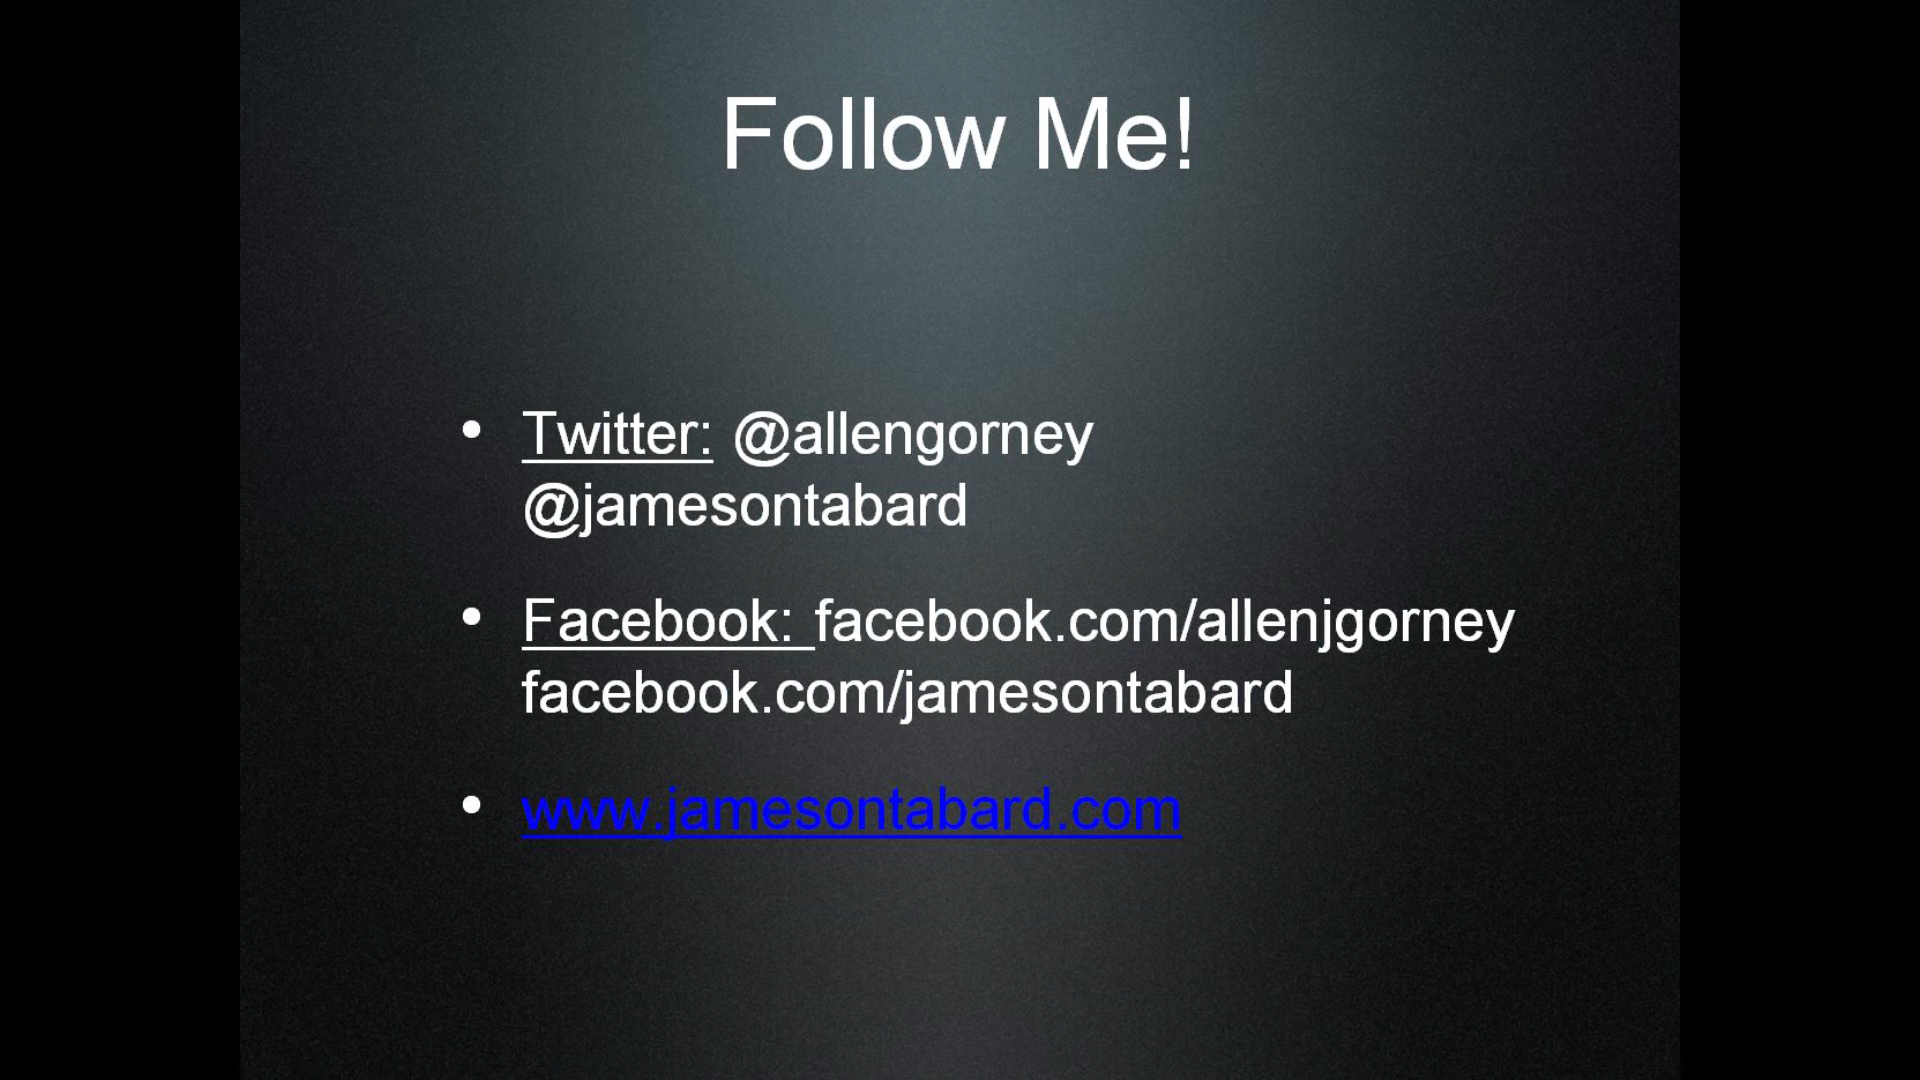 Follow Me!
• Twitter: @allengorney
@jamesontabard
• Facebook: facebook.com/allenjgorney
facebook.com/jamesontabard
• www.jamesontabard.com